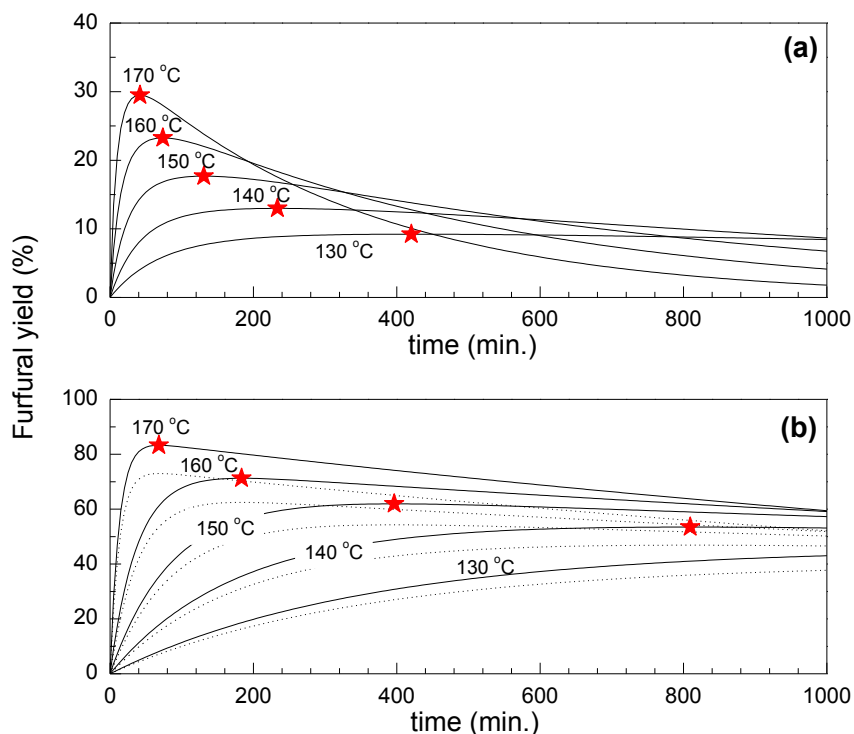 Furfural yield (%)
(a)
40
30
20
10
0
170 °C
160 °C
150 °C
140 °C
130 °C
0 200 400 600 800 1000
time (min.)
(b)
100
80
60
40
20
0
170 °C
160 °C
150 °C
140 °C
130 °C
0 200 400 600 800 1000
time (min.)